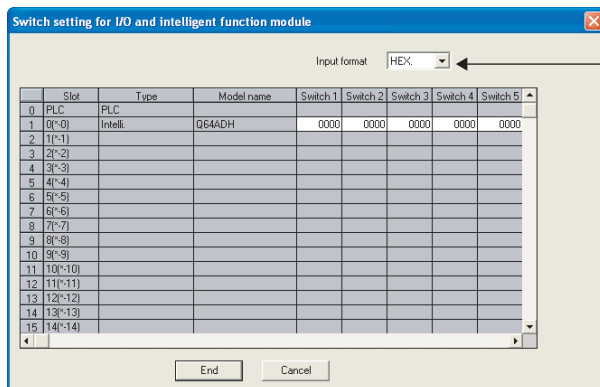 Switch setting for I/O and intelligent function module
Input format HEX.
Slot Type Model name Switch 1 Switch 2 Switch 3 Switch 4 Switch 5
0 PLC PLC
1 0(*-0) Intelli. Q64ADH 0000 0000 0000 0000 0000
2 1(*-1)
3 2(*-2)
4 3(*-3)
5 4(*-4)
6 5(*-5)
7 6(*-6)
8 7(*-7)
9 8(*-8)
10 9(*-9)
11 10(*-10)
12 11(*-11)
13 12(*-12)
14 13(*-13)
15 14(*-14)
End Cancel